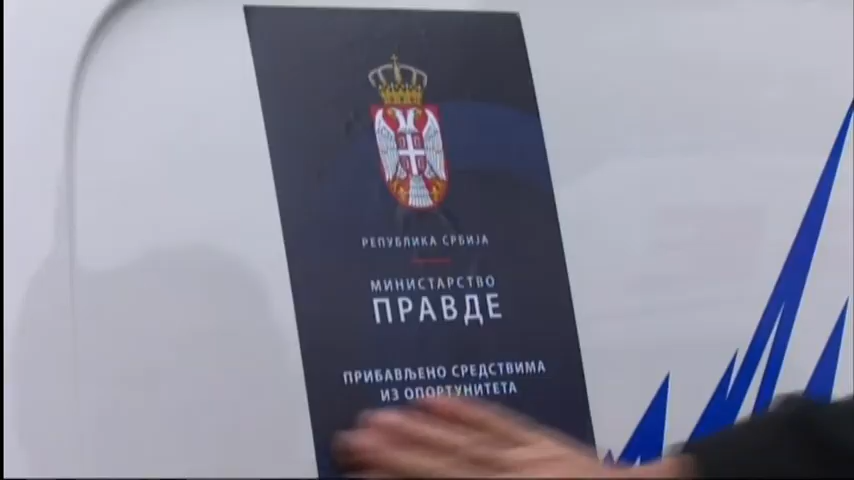 РЕПУБЛИКА СРБИЈА
МИНИСТАРСТВО
ПРАВДЕ
ПРИБАВЉЕНО СРЕДСТВИМА
ИЗ ОПОРТУНИТЕТА